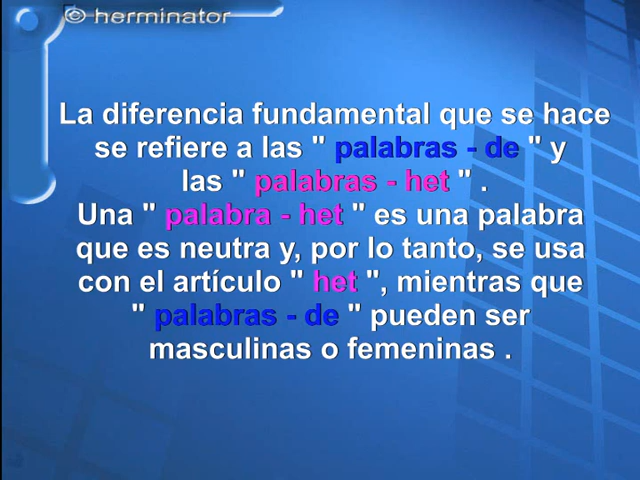 © herminator
La diferencia fundamental que se hace
se refiere a las " palabras - de " y
las " palabras - het " .
Una " palabra - het " es una palabra
que es neutra y, por lo tanto, se usa
con el artículo " het ", mientras que
" palabras - de " pueden ser
masculinas o femeninas .